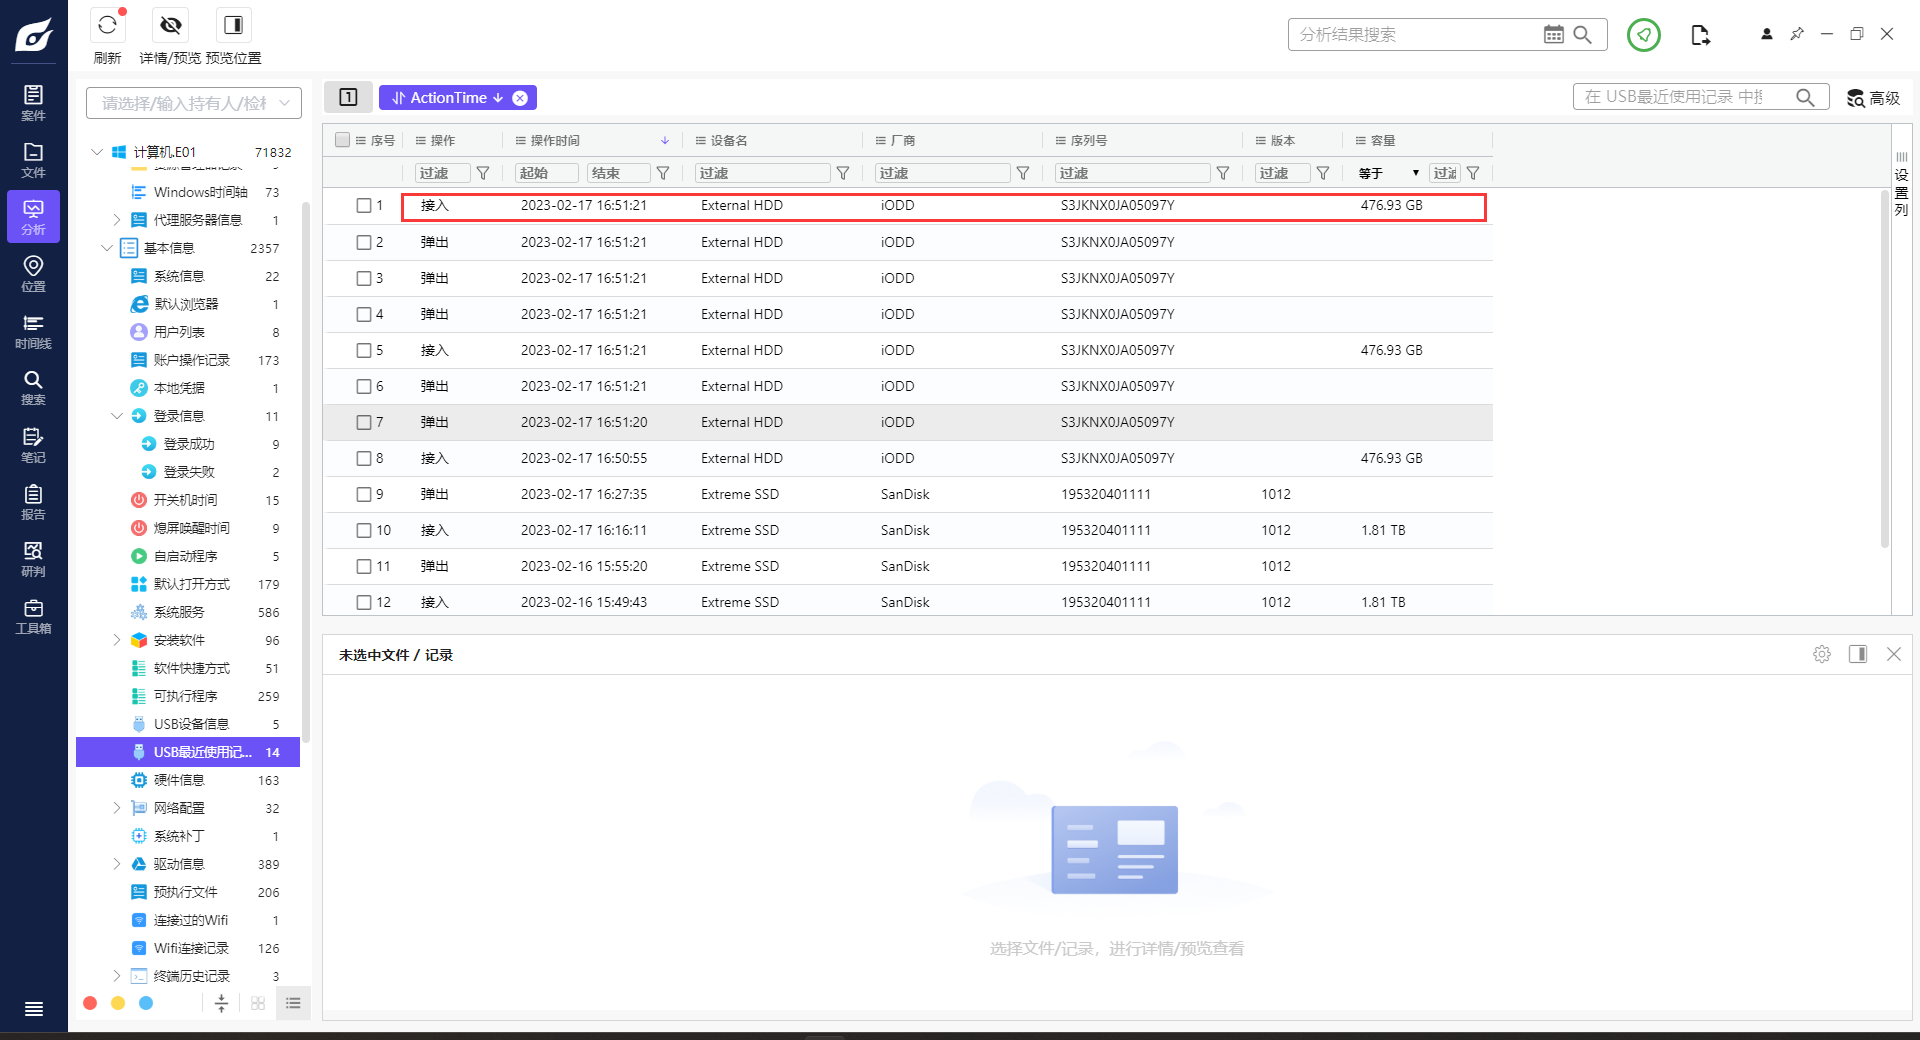 刷新
详情/预览
预览位置
分析结果搜索
案件
文件
分析
位置
时间线
搜索
笔记
报告
研判
工具箱
请选择/输入持有人/检材
计算机.E01 71832
Windows时间轴 73
代理服务器信息 1
基本信息 2357
系统信息 22
默认浏览器 1
用户列表 8
账户操作记录 173
本地凭据 1
登录信息 11
登录成功 9
登录失败 2
开关机时间 15
熄屏唤醒时间 9
自启动程序 5
默认打开方式 179
系统服务 586
安装软件 96
软件快捷方式 51
可执行程序 259
USB设备信息 5
USB最近使用记... 14
硬件信息 163
网络配置 32
系统补丁 1
驱动信息 389
预执行文件 206
连接过的Wifi 1
Wifi连接记录 126
终端历史记录 3
1 ActionTime
在 USB最近使用记录 中搜
高级
序号 操作 操作时间 设备名 厂商 序列号 版本 容量
过滤 起始 结束 过滤 过滤 过滤 过滤 等于 过滤
1 接入 2023-02-17 16:51:21 External HDD iODD S3JKNX0JA05097Y 476.93 GB
2 弹出 2023-02-17 16:51:21 External HDD iODD S3JKNX0JA05097Y
3 弹出 2023-02-17 16:51:21 External HDD iODD S3JKNX0JA05097Y
4 弹出 2023-02-17 16:51:21 External HDD iODD S3JKNX0JA05097Y
5 接入 2023-02-17 16:51:21 External HDD iODD S3JKNX0JA05097Y 476.93 GB
6 弹出 2023-02-17 16:51:21 External HDD iODD S3JKNX0JA05097Y
7 弹出 2023-02-17 16:51:20 External HDD iODD S3JKNX0JA05097Y
8 接入 2023-02-17 16:50:55 External HDD iODD S3JKNX0JA05097Y 476.93 GB
9 弹出 2023-02-17 16:27:35 Extreme SSD SanDisk 195320401111 1012
10 接入 2023-02-17 16:16:11 Extreme SSD SanDisk 195320401111 1012 1.81 TB
11 弹出 2023-02-16 15:55:20 Extreme SSD SanDisk 195320401111 1012
12 接入 2023-02-16 15:49:43 Extreme SSD SanDisk 195320401111 1012 1.81 TB
设置列
未选中文件 / 记录
选择文件/记录，进行详情/预览查看